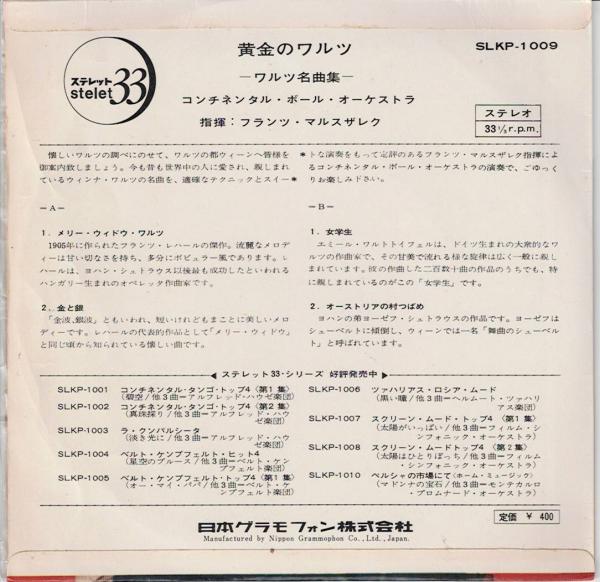 ステレット
stelet 33
黄金のワルツ
SLKP-1009
—ワルツ名曲集—
コンチネンタル・ボール・オーケストラ
指揮：フランツ・マルスザレク
ステレオ
33 1/3 r.p.m.
懐しいワルツの調べにのせて、ワルツの都ウィーンへ皆様を
御案内致しましょう。今も昔も世界中の人に愛され、親しまれ
ているウィンナ・ワルツの名曲を、適確なテクニックとスイー＊
＊トな演奏をもって定評のあるフランツ・マルスザレク指揮によ
るコンチネンタル・ボール・オーケストラの演奏で、ごゆっく
りお楽しみ下さい。
—A—
1．メリー・ウィドウ・ワルツ
1905年に作られたフランツ・レハールの傑作。流麗なメロデ
ィーは甘い切なさを持ち、多分にポピュラー風であります。レ
ハールは、ヨハン・シュトラウス以後最も成功したといわれる
ハンガリー生まれのオペレック作曲家です。
2．金と銀
「金波、銀波」ともいわれ、短いけれどもまことに美しいメロ
ディーです。レハールの代表的作品として「メリー・ウィドウ」
と同じ頃から知られている懐しい曲です。
—B—
1．女学生
エミール・ワルトトイフェルは、ドイツ生まれの大衆的なワ
ルツの作曲家で、その甘美で流れる様な旋律は広く一般に親し
まれています。彼の作曲した二百数十曲の作品のうちでも、特
に親しまれているのがこの「女学生」です。
2．オーストリアの村つばめ
ヨハンの弟ヨーゼフ・シュトラウスの作品です。ヨーゼフは
シューベルトに傾倒し、ウィーンでは一名「舞曲のシューベル
ト」と呼ばれています。
◀ ステレット33・シリーズ 好評発売中 ▶
SLKP-1001 コンチネンタル・タンゴ・トップ4〈第1集〉
（碧空/他3曲＝アルフレッド・ハウゼ楽団）
SLKP-1002 コンチネンタル・タンゴ・トップ4〈第2集〉
（真珠採り/他3曲＝アルフレッド・ハウ
ゼ楽団）
SLKP-1003 ラ・クンパルシータ
（淡き光に/他3曲＝アルフレッド・ハウ
ゼ楽団）
SLKP-1004 ベルト・ケンプフェルト・ヒット4
（星空のブルース/他3曲＝ベルト・ケン
プフェルト楽団）
SLKP-1005 ベルト・ケンプフェルト・トップ4〈第1集〉
（オー・マイ・パパ/他3曲＝ベルト・ケ
ンプフェルト楽団）
SLKP-1006 ツァハリアス・ロシア・ムード
（黒い瞳/他3曲＝ヘルムート・ツァハリ
アス楽団）
SLKP-1007 スクリーン・ムード・トップ4〈第1集〉
（太陽がいっぱい/他3曲＝フィルム・シ
ンフォニック・オーケストラ）
SLKP-1008 スクリーン・ムードトップ4〈第2集〉
（太陽はひとりぼっち/他3曲＝フィルム
・シンフォニック・オーケストラ）
SLKP-1010 ペルシャの市場にて〈ホーム・ミュージック〉
（マドンナの宝石/他3曲＝モンテカルロ
・プロムナード・オーケストラ）
日本グラモフォン株式会社
Manufactured by Nippon Grammophon Co., Ltd., Japan.
定価 ¥ 400